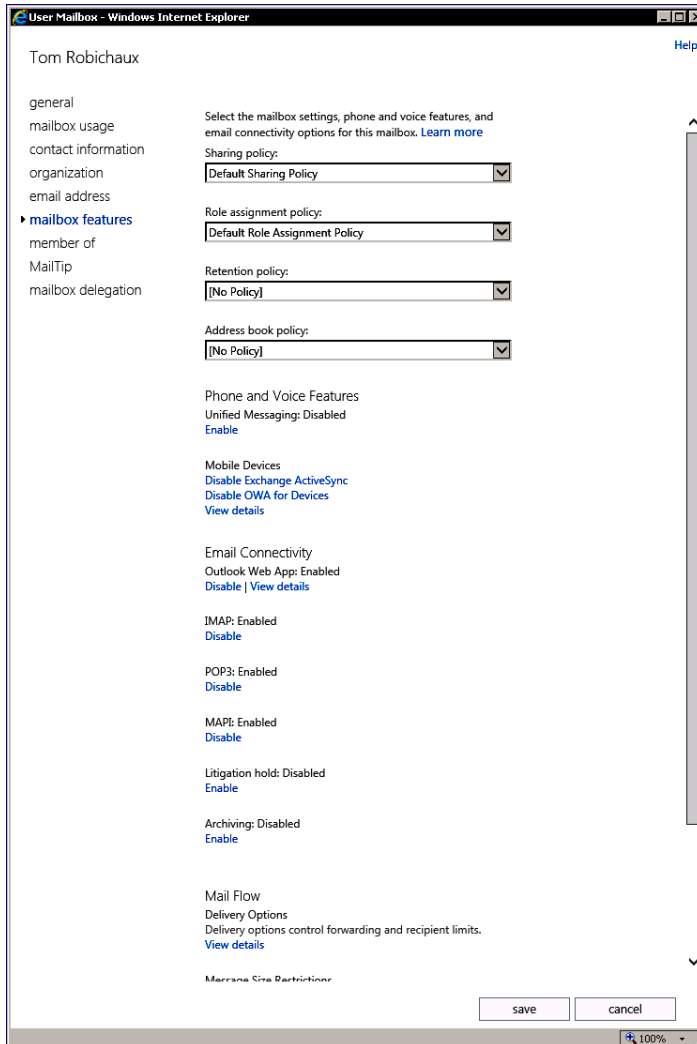 User Mailbox - Windows Internet Explorer
Help
Tom Robichaux
general
mailbox usage
contact information
organization
email address
mailbox features
member of
MailTip
mailbox delegation
Select the mailbox settings, phone and voice features, and
email connectivity options for this mailbox. Learn more
Sharing policy:
Default Sharing Policy
Role assignment policy:
Default Role Assignment Policy
Retention policy:
[No Policy]
Address book policy:
[No Policy]
Phone and Voice Features
Unified Messaging: Disabled
Enable
Mobile Devices
Disable Exchange ActiveSync
Disable OWA for Devices
View details
Email Connectivity
Outlook Web App: Enabled
Disable | View details
IMAP: Enabled
Disable
POP3: Enabled
Disable
MAPI: Enabled
Disable
Litigation hold: Disabled
Enable
Archiving: Disabled
Enable
Mail Flow
Delivery Options
Delivery options control forwarding and recipient limits.
View details
Message Size Restrictions
save
cancel
100%